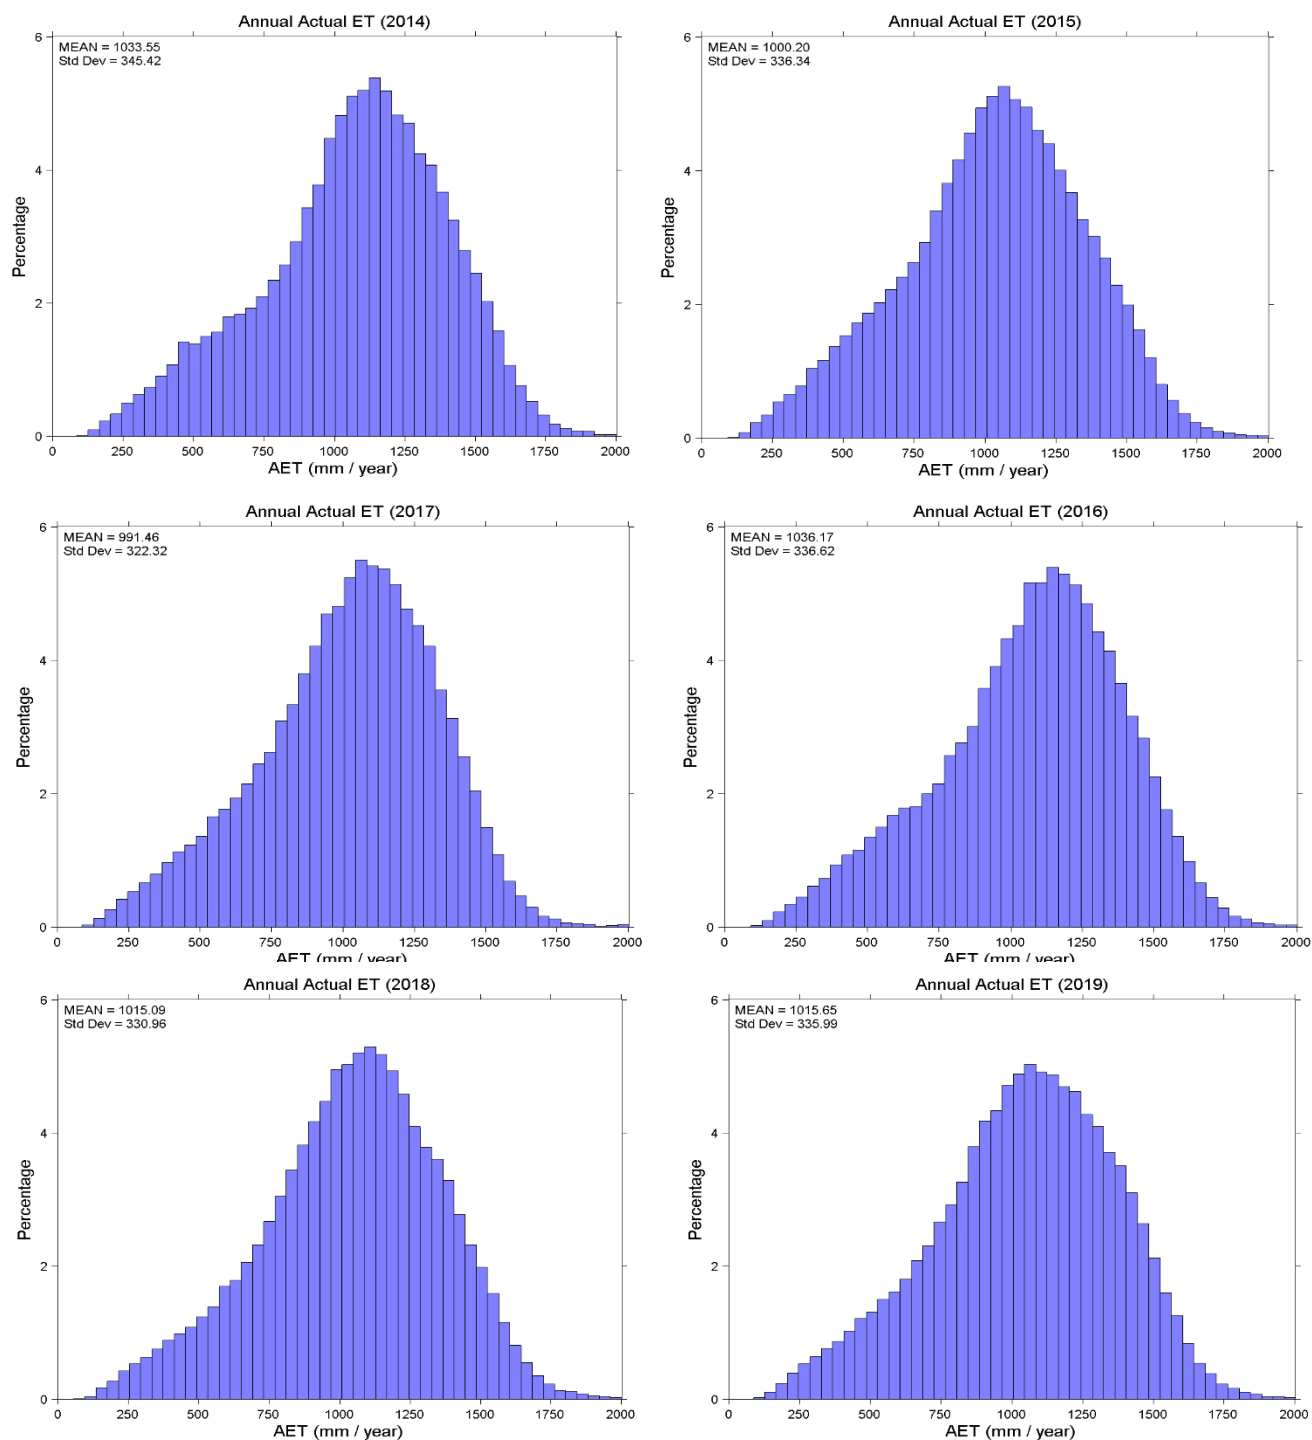 Annual Actual ET (2014)
MEAN = 1033.55
Std Dev = 345.42
6
4
2
0
Percentage
0 250 500 750 1000 1250 1500 1750 2000
AET (mm / year)
Annual Actual ET (2015)
MEAN = 1000.20
Std Dev = 336.34
6
4
2
0
Percentage
0 250 500 750 1000 1250 1500 1750 2000
AET (mm / year)
Annual Actual ET (2017)
MEAN = 991.46
Std Dev = 322.32
6
4
2
0
Percentage
0 250 500 750 1000 1250 1500 1750 2000
AET (mm / year)
Annual Actual ET (2016)
MEAN = 1036.17
Std Dev = 336.62
6
4
2
0
Percentage
0 250 500 750 1000 1250 1500 1750 2000
AET (mm / year)
Annual Actual ET (2018)
MEAN = 1015.09
Std Dev = 330.96
6
4
2
0
Percentage
0 250 500 750 1000 1250 1500 1750 2000
AET (mm / year)
Annual Actual ET (2019)
MEAN = 1015.65
Std Dev = 335.99
6
4
2
0
Percentage
0 250 500 750 1000 1250 1500 1750 2000
AET (mm / year)